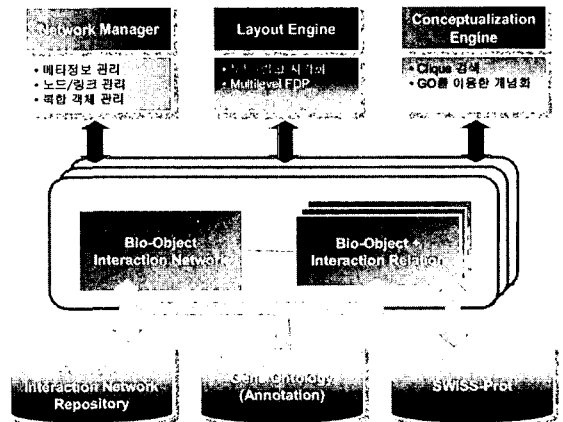 Network Manager
• 메타정보 관리
• 노드/링크 관리
• 복합 객체 관리
Layout Engine
• Multilevel FDP
Conceptualization
Engine
• Clique 검색
• GO를 이용한 개념화
Bio-Object
Interaction Network
Bio-Object
Interaction Relation
Interaction Network
Repository
Gene Ontology
(Annotation)
SWISS-Prot